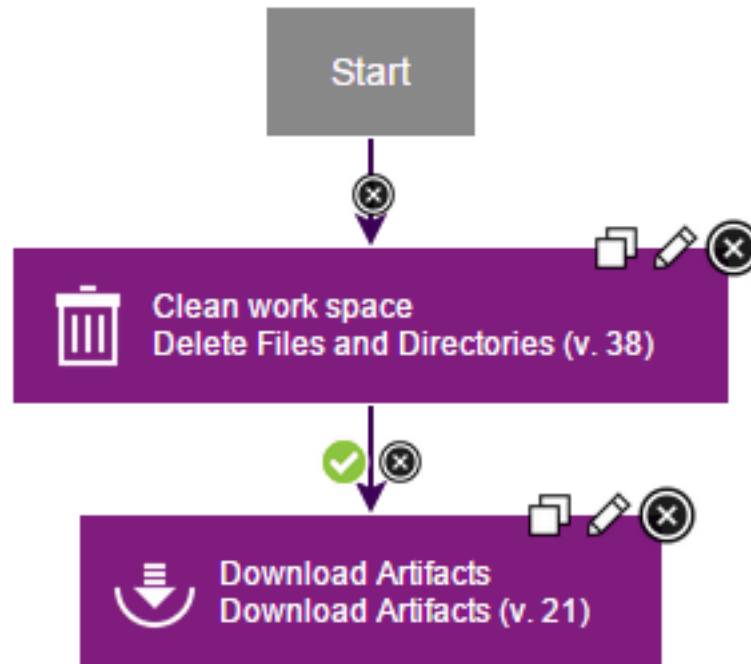 Start
Clean work space
Delete Files and Directories (v. 38)
Download Artifacts
Download Artifacts (v. 21)